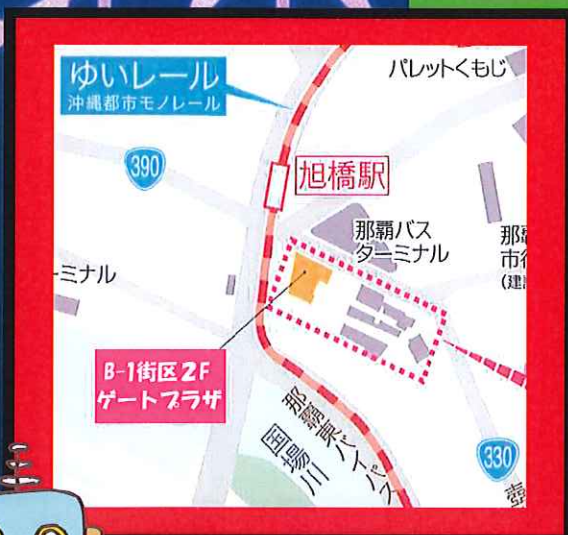 ゆいレール
沖縄都市モノレール
パレットくもじ
390
旭橋駅
那覇バス
ターミナル
ーミナル
B-1街区2F
ゲートプラザ
那覇東バイパス
国場川
330